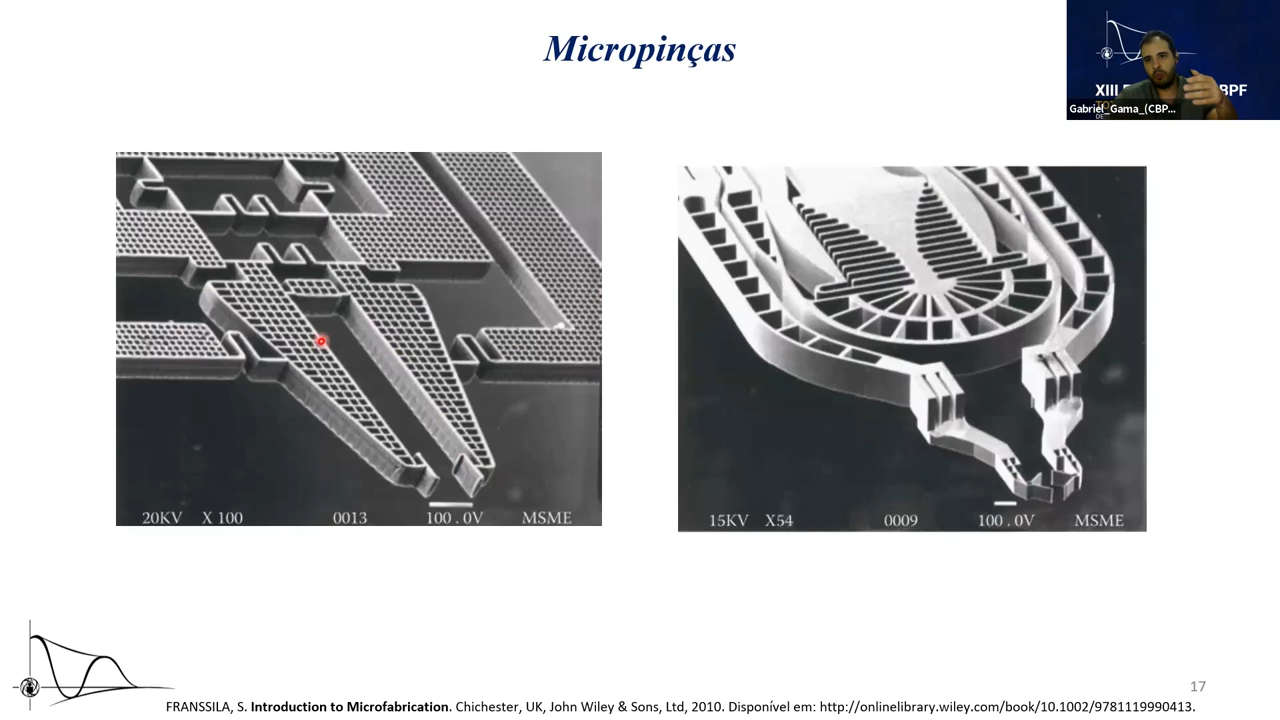 Micropinças
XIII
BPF
Gabriel_Gama_(CBP...
DE
20KV X 100 0013 100.0V MSME
15KV X54 0009 100.0V MSME
17
FRANSSILA, S. Introduction to Microfabrication. Chichester, UK, John Wiley & Sons, Ltd, 2010. Disponível em: http://onlinelibrary.wiley.com/book/10.1002/9781119990413.